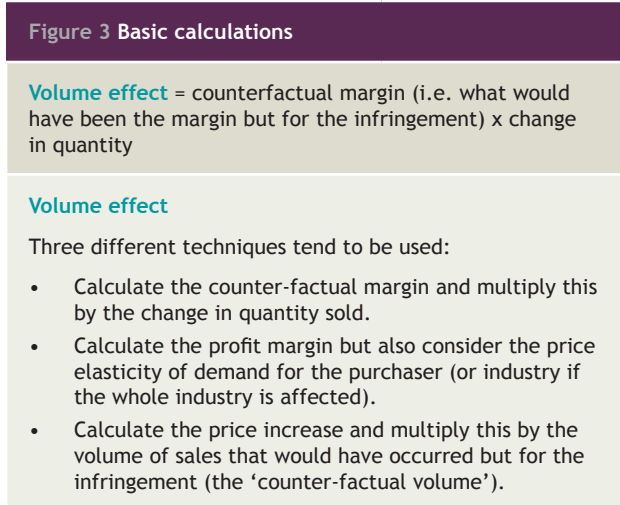 Figure 3 Basic calculations
Volume effect = counterfactual margin (i.e. what would
have been the margin but for the infringement) x change
in quantity
Volume effect
Three different techniques tend to be used:
• Calculate the counter-factual margin and multiply this
by the change in quantity sold.
• Calculate the profit margin but also consider the price
elasticity of demand for the purchaser (or industry if
the whole industry is affected).
• Calculate the price increase and multiply this by the
volume of sales that would have occurred but for the
infringement (the ‘counter-factual volume’).